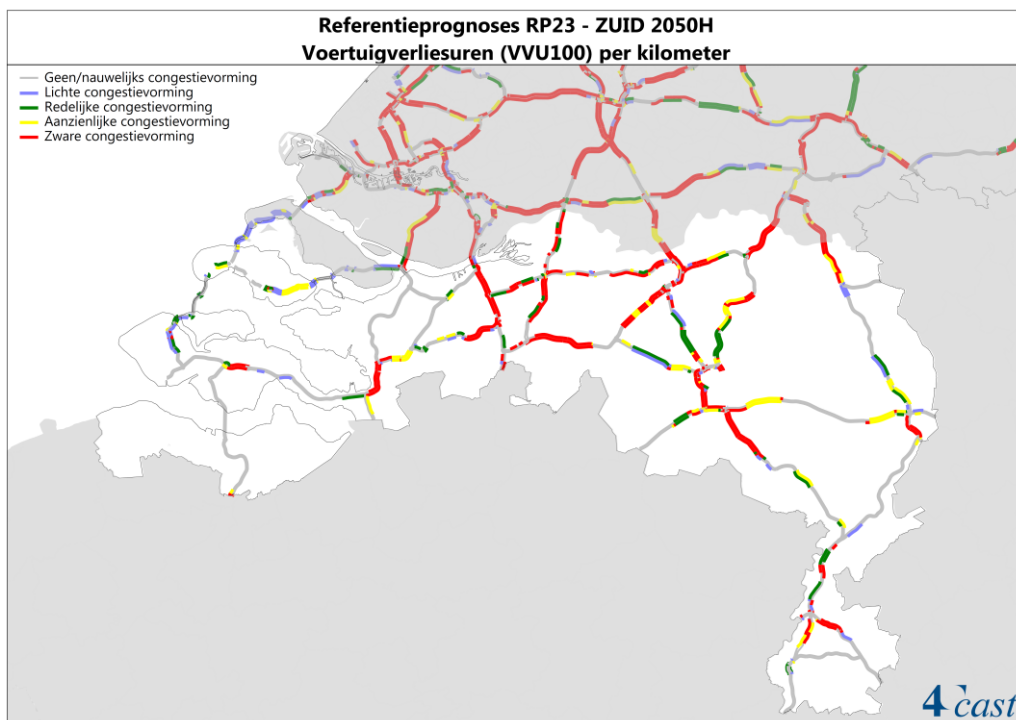 Referentieprognoses RP23 - ZUID 2050H
Voertuigverliesuren (VVU100) per kilometer
Geen/nauwelijks congestievorming
Lichte congestievorming
Redelijke congestievorming
Aanzienlijke congestievorming
Zware congestievorming
4cast